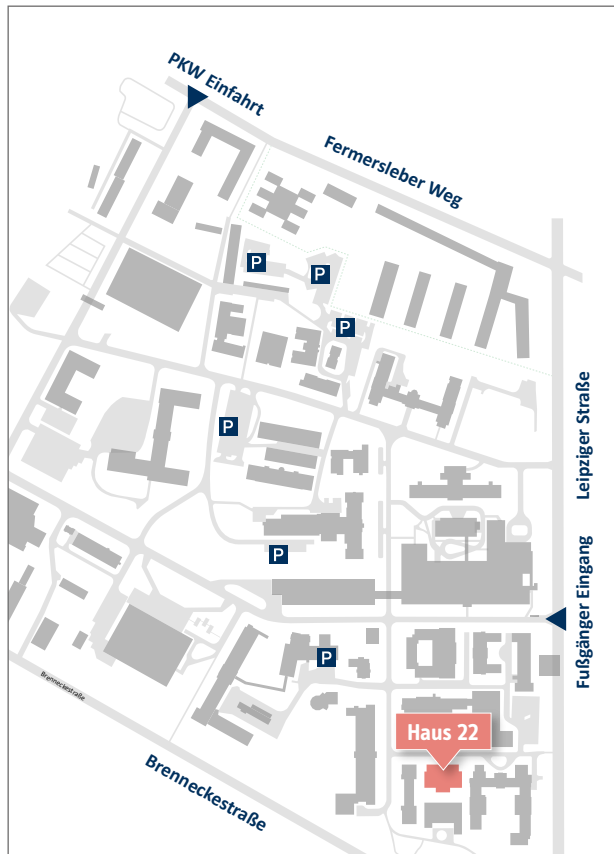 PKW Einfahrt
Fermersleber Weg
P
P
P
Leipziger Straße
P
P
Fußgänger Eingang
P
Brenneckestraße
Haus 22
Brenneckestraße